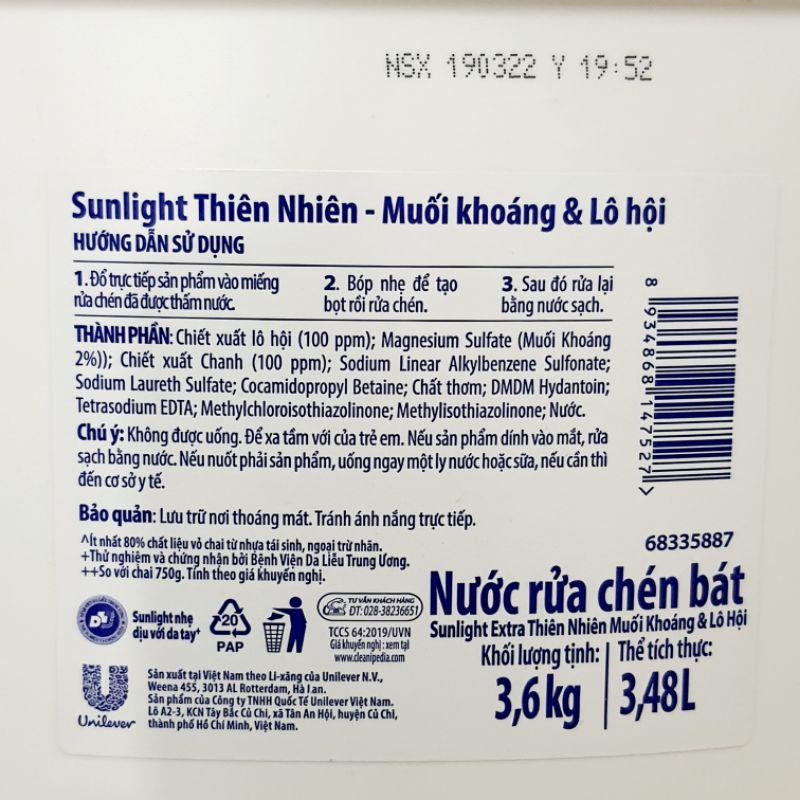 NSX 190322 Y 19:52
Sunlight Thiên Nhiên - Muối khoáng & Lô hội
HƯỚNG DẪN SỬ DỤNG
1. Đổ trực tiếp sản phẩm vào miếng
rửa chén đã được thấm nước.
2. Bóp nhẹ để tạo
bọt rồi rửa chén.
3. Sau đó rửa lại
bằng nước sạch.
THÀNH PHẦN: Chiết xuất lô hội (100 ppm); Magnesium Sulfate (Muối Khoáng
2%)); Chiết xuất Chanh (100 ppm); Sodium Linear Alkylbenzene Sulfonate;
Sodium Laureth Sulfate; Cocamidopropyl Betaine; Chất thơm; DMDM Hydantoin;
Tetrasodium EDTA; Methylchloroisothiazolinone; Methylisothiazolinone; Nước.
Chú ý: Không được uống. Để xa tầm với của trẻ em. Nếu sản phẩm dính vào mắt, rửa
sạch bằng nước. Nếu nuốt phải sản phẩm, uống ngay một ly nước hoặc sữa, nếu cần thì
đến cơ sở y tế.
Bảo quản: Lưu trữ nơi thoáng mát. Tránh ánh nắng trực tiếp.
^Ít nhất 80% chất liệu vỏ chai từ nhựa tái sinh, ngoại trừ nhãn.
+Thử nghiệm và chứng nhận bởi Bệnh Viện Da Liễu Trung Ương.
++So với chai 750g. Tính theo giá khuyến nghị.
8 934868 147527 >
68335887
Sunlight nhẹ
dịu với da tay+
20
PAP
TƯ VẤN KHÁCH HÀNG
ĐT: 028-38236651
TCCS 64:2019/UVN
Giá khuyến nghị: xem tại
www.cleanipedia.com
Nước rửa chén bát
Sunlight Extra Thiên Nhiên Muối Khoáng & Lô Hội
Khối lượng tịnh:
3,6 kg
Thể tích thực:
3,48L
Unilever
Sản xuất tại Việt Nam theo Li-xăng của Unilever N.V.,
Weena 455, 3013 AL Rotterdam, Hà Lan.
Sản phẩm của Công ty TNHH Quốc Tế Unilever Việt Nam.
Lô A2-3, KCN Tây Bắc Củ Chi, xã Tân An Hội, huyện Củ Chi,
thành phố Hồ Chí Minh, Việt Nam.